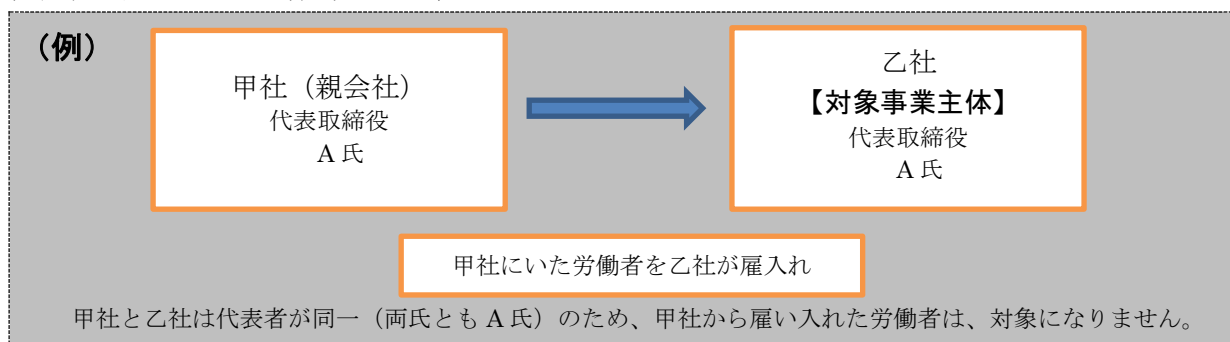 （例）
甲社（親会社）
代表取締役
A 氏
乙社
【対象事業主体】
代表取締役
A 氏
甲社にいた労働者を乙社が雇入れ
甲社と乙社は代表者が同一（両氏とも A 氏）のため、甲社から雇い入れた労働者は、対象になりません。